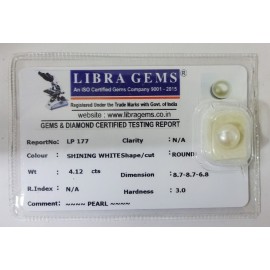 LIBRA GEMS®
An ISO Certified Gems Company 9001 - 2015
Registered Under the Trade Marks with Govt. of India
website : www.libragems.co.in
GEMS & DIAMOND CERTIFIED TESTING REPORT
ReportNo: LP 177 Clarity : N/A
Colour : SHINING WHITE Shape/cut : ROUND
Wt : 4.12 cts Dimension : 8.7-8.7-6.8
R.Index : N/A Hardness : 3.0
Comment : ~~~~ PEARL ~~~~